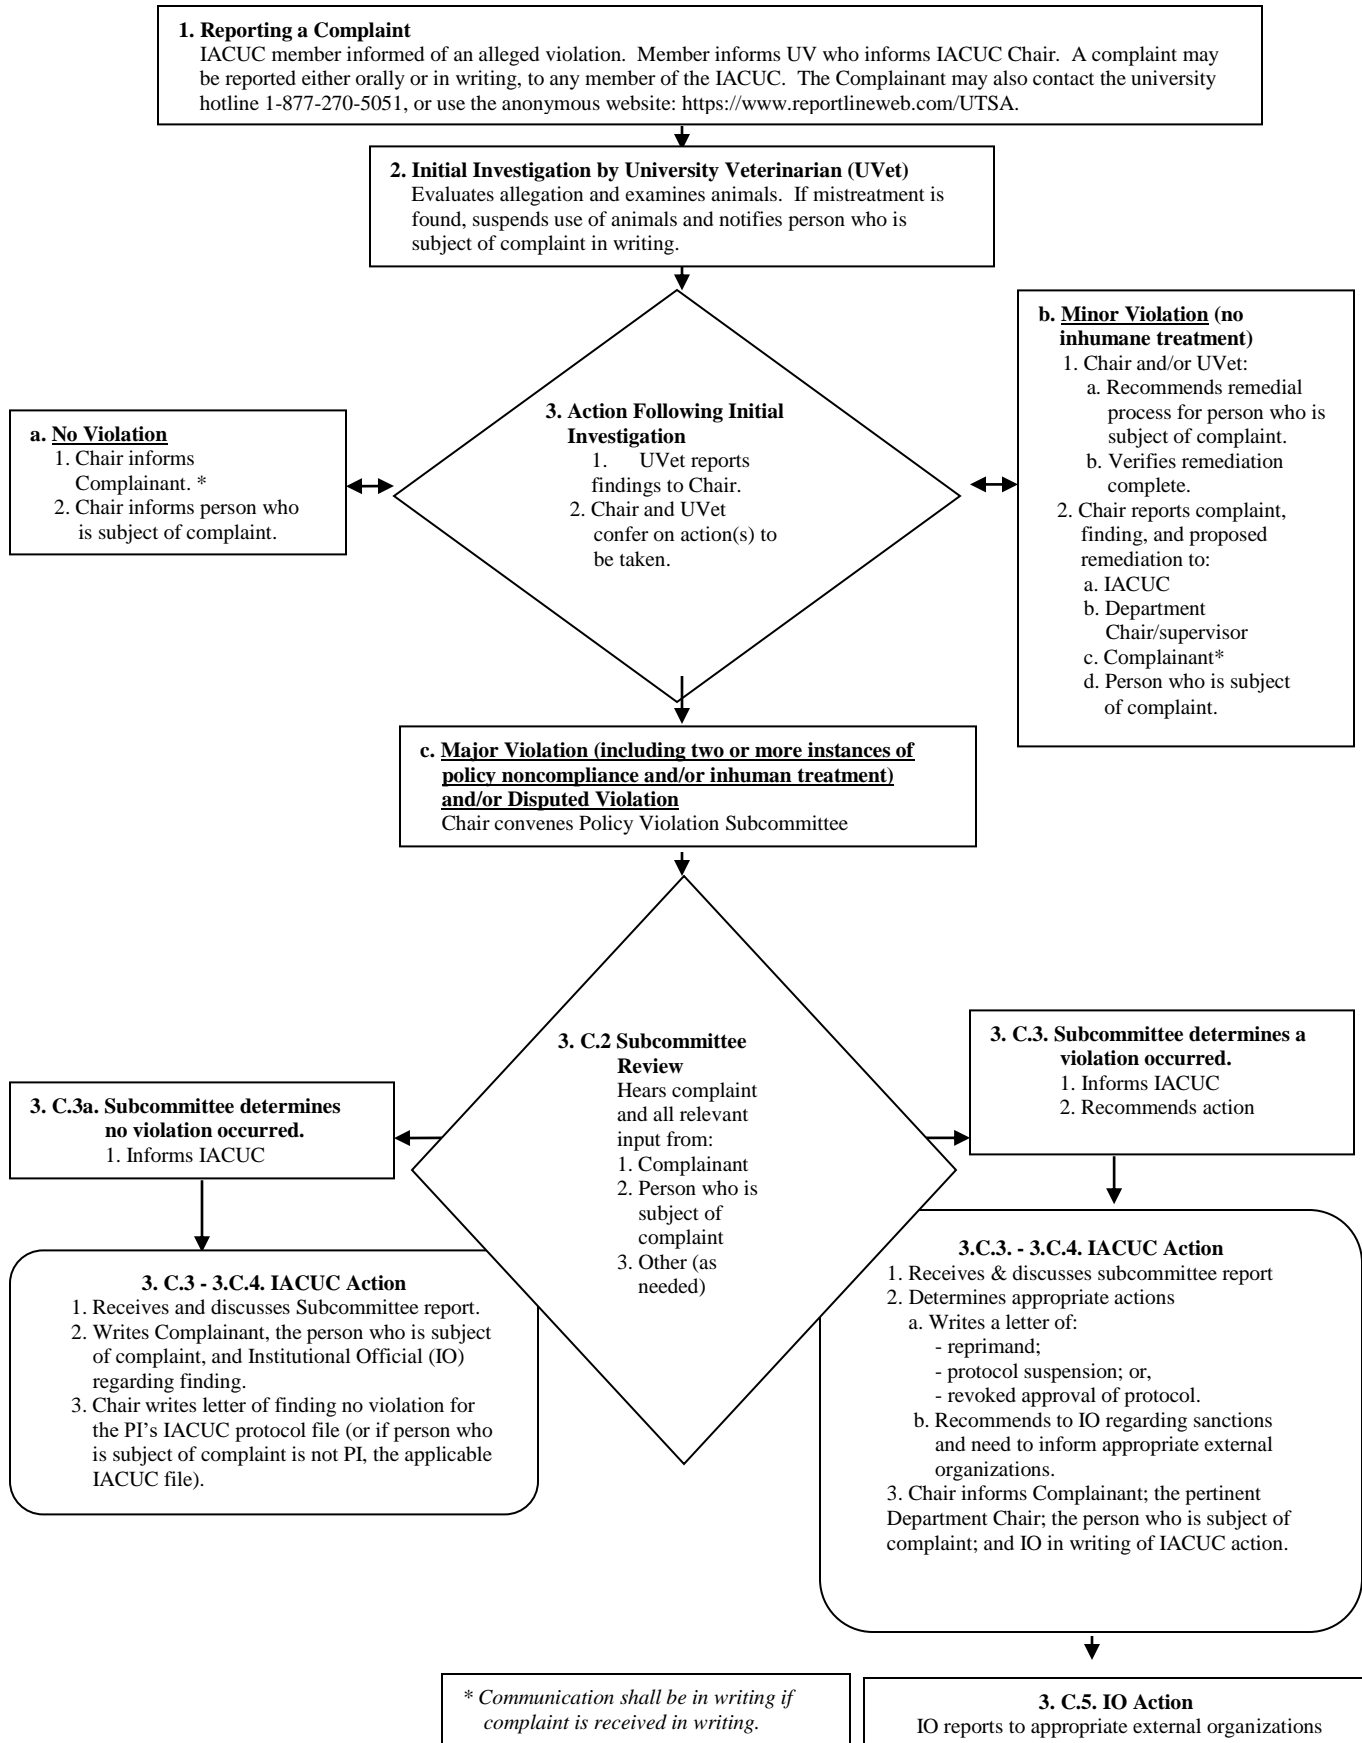 1. Reporting a Complaint
IACUC member informed of an alleged violation. Member informs UV who informs IACUC Chair. A complaint may
be reported either orally or in writing, to any member of the IACUC. The Complainant may also contact the university
hotline 1-877-270-5051, or use the anonymous website: https://www.reportlineweb.com/UTSA.
2. Initial Investigation by University Veterinarian (UVet)
Evaluates allegation and examines animals. If mistreatment is
found, suspends use of animals and notifies person who is
subject of complaint in writing.
3. Action Following Initial
Investigation
1. UVet reports
findings to Chair.
2. Chair and UVet
confer on action(s) to
be taken.
a. No Violation
1. Chair informs
Complainant. *
2. Chair informs person who
is subject of complaint.
b. Minor Violation (no
inhumane treatment)
1. Chair and/or UVet:
a. Recommends remedial
process for person who is
subject of complaint.
b. Verifies remediation
complete.
2. Chair reports complaint,
finding, and proposed
remediation to:
a. IACUC
b. Department
Chair/supervisor
c. Complainant*
d. Person who is subject
of complaint.
c. Major Violation (including two or more instances of
policy noncompliance and/or inhuman treatment)
and/or Disputed Violation
Chair convenes Policy Violation Subcommittee
3. C.2 Subcommittee
Review
Hears complaint
and all relevant
input from:
1. Complainant
2. Person who is
subject of
complaint
3. Other (as
needed)
3. C.3a. Subcommittee determines
no violation occurred.
1. Informs IACUC
3. C.3. Subcommittee determines a
violation occurred.
1. Informs IACUC
2. Recommends action
3. C.3 - 3.C.4. IACUC Action
1. Receives and discusses Subcommittee report.
2. Writes Complainant, the person who is subject
of complaint, and Institutional Official (IO)
regarding finding.
3. Chair writes letter of finding no violation for
the PI's IACUC protocol file (or if person who
is subject of complaint is not PI, the applicable
IACUC file).
3.C.3. - 3.C.4. IACUC Action
1. Receives & discusses subcommittee report
2. Determines appropriate actions
a. Writes a letter of:
- reprimand;
- protocol suspension; or,
- revoked approval of protocol.
b. Recommends to IO regarding sanctions
and need to inform appropriate external
organizations.
3. Chair informs Complainant; the pertinent
Department Chair; the person who is subject of
complaint; and IO in writing of IACUC action.
* Communication shall be in writing if
complaint is received in writing.
3. C.5. IO Action
IO reports to appropriate external organizations